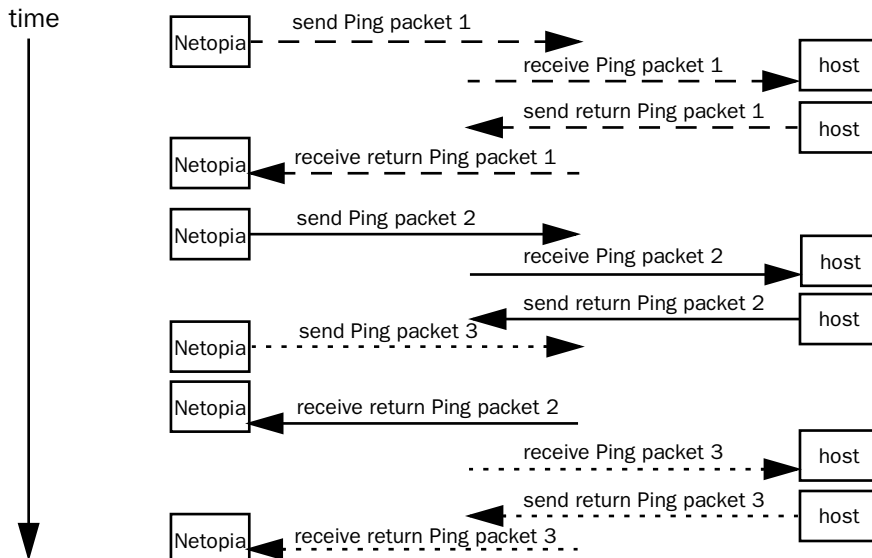 time
Netopia
send Ping packet 1
receive Ping packet 1
host
send return Ping packet 1
host
Netopia
receive return Ping packet 1
Netopia
send Ping packet 2
receive Ping packet 2
host
send return Ping packet 2
host
Netopia
send Ping packet 3
Netopia
receive return Ping packet 2
receive Ping packet 3
host
send return Ping packet 3
host
Netopia
receive return Ping packet 3